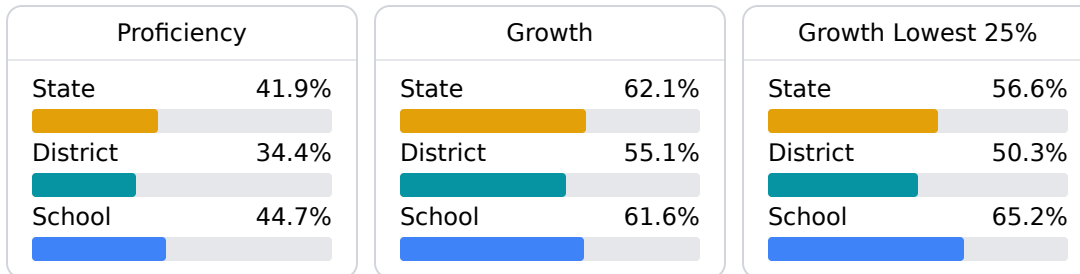 Proficiency
State 41.9%
District 34.4%
School 44.7%
Growth
State 62.1%
District 55.1%
School 61.6%
Growth Lowest 25%
State 56.6%
District 50.3%
School 65.2%